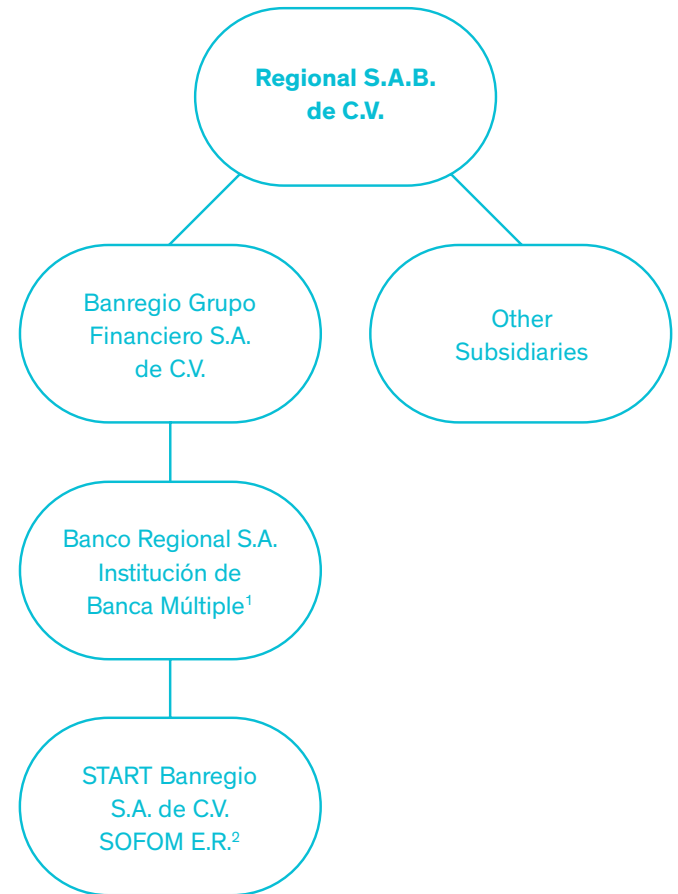 Regional S.A.B.
de C.V.
Banregio Grupo
Financiero S.A.
de C.V.
Other
Subsidiaries
Banco Regional S.A.
Institución de
Banca Múltiple¹
START Banregio
S.A. de C.V.
SOFOM E.R.²